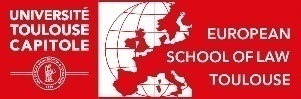 UNIVERSITÉ
TOULOUSE
CAPITOLE
EUROPEAN
SCHOOL OF LAW
TOULOUSE